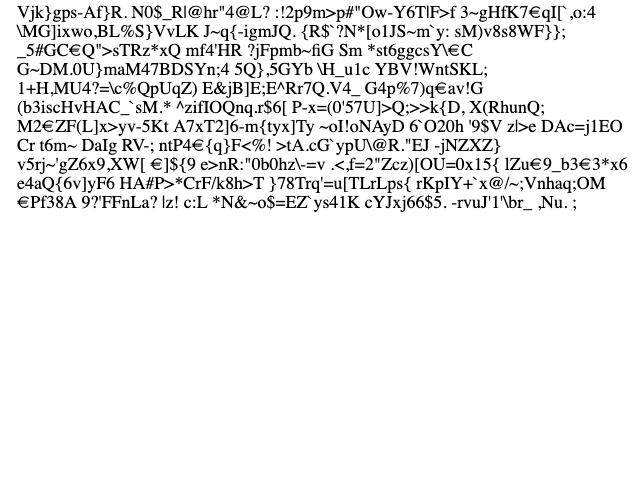 Vjk}gps-Af}R. N0$_R|@hr"4@L? :!2p9m>p#"Ow-Y6T|F>f 3~gHfK7€qI[`,o:4
\MG]ixwo,BL%S}VvLK J~q{-igmJQ. {R$`?N*[o1JS~m`y: sM)v8s8WF}};
_5#GC€Q">sTRz*xQ mf4'HR ?jFpmb~fiG Sm *st6ggcsY\€C
G~DM.0U}maM47BDSYn;4 5Q},5GYb \H_u1c YBV!WntSKL;
1+H,MU4?=\c%QpUqZ) E&jB]E;E^Rr7Q.V4_ G4p%7)q€av!G
(b3iscHvHAC_`sM.* ^zifIOQnq.r$6[ P-x=(0'57U]>Q;>>k{D, X(RhunQ;
M2€ZF(L]x>yv-5Kt A7xT2]6-m{tyx]Ty ~oI!oNAyD 6`O20h '9$V z|>e DAc=j1EO
Cr t6m~ DaIg RV-; ntP4€{q}F<%! >tA.cG`ypU\@R."EJ -jNZXZ}
v5rj~'gZ6x9,XW[ €]${9 e>nR:"0b0hz\-=v .<,f=2"Zcz)[OU=0x15{ lZu€9_b3€3*x6
e4aQ{6v]yF6 HA#P>*CrF/k8h>T }78Trq'=u[TLrLps{ rKpIY+`x@/~;Vnhaq;OM
€Pf38A 9?'FFnLa? |z! c:L *N&~o$=EZ`ys41K cYJxj66$5. -rvuJ'1'\br_ ,Nu. ;